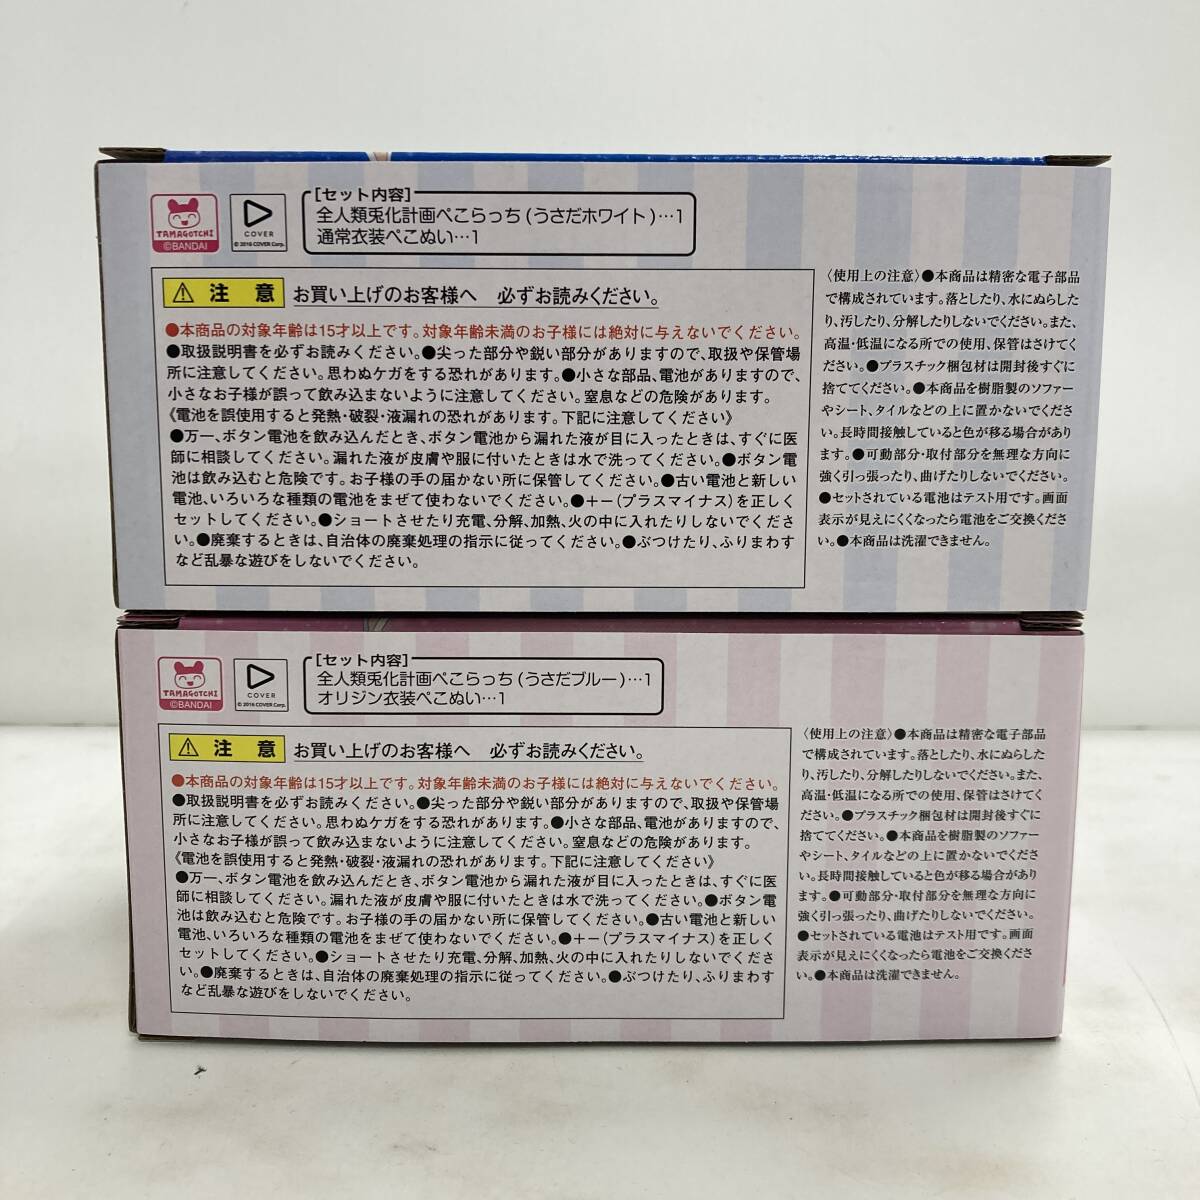 TAMAGOTCHI
©BANDAI
COVER
© 2016 COVER Corp.
[セット内容]
全人類兎化計画ぺこらっち(うさだホワイト)…1
通常衣装ぺこぬい…1
注 意 お買い上げのお客様へ 必ずお読みください。
●本商品の対象年齢は15才以上です。対象年齢未満のお子様には絶対に与えないでください。
●取扱説明書を必ずお読みください。●尖った部分や鋭い部分がありますので、取扱や保管場
所に注意してください。思わぬケガをする恐れがあります。●小さな部品、電池がありますので、
小さなお子様が誤って飲み込まないように注意してください。窒息などの危険があります。
《電池を誤使用すると発熱・破裂・液漏れの恐れがあります。下記に注意してください》
●万一、ボタン電池を飲み込んだとき、ボタン電池から漏れた液が目に入ったときは、すぐに医
師に相談してください。漏れた液が皮膚や服に付いたときは水で洗ってください。●ボタン電
池は飲み込むと危険です。お子様の手の届かない所に保管してください。●古い電池と新しい
電池、いろいろな種類の電池をまぜて使わないでください。●＋－(プラスマイナス)を正しく
セットしてください。●ショートさせたり充電、分解、加熱、火の中に入れたりしないでくださ
い。●廃棄するときは、自治体の廃棄処理の指示に従ってください。●ぶつけたり、ふりまわす
など乱暴な遊びをしないでください。
〈使用上の注意〉●本商品は精密な電子部品
で構成されています。落としたり、水にぬらした
り、汚したり、分解したりしないでください。また、
高温・低温になる所での使用、保管はさけてく
ださい。●プラスチック梱包材は開封後すぐに
捨ててください。●本商品を樹脂製のソファー
やシート、タイルなどの上に置かないでくださ
い。長時間接触していると色が移る場合があり
ます。●可動部分・取付部分を無理な方向に
強く引っ張ったり、曲げたりしないでください。
●セットされている電池はテスト用です。画面
表示が見えにくくなったら電池をご交換くださ
い。●本商品は洗濯できません。
TAMAGOTCHI
©BANDAI
COVER
© 2016 COVER Corp.
[セット内容]
全人類兎化計画ぺこらっち(うさだブルー)…1
オリジン衣装ぺこぬい…1
注 意 お買い上げのお客様へ 必ずお読みください。
●本商品の対象年齢は15才以上です。対象年齢未満のお子様には絶対に与えないでください。
●取扱説明書を必ずお読みください。●尖った部分や鋭い部分がありますので、取扱や保管場
所に注意してください。思わぬケガをする恐れがあります。●小さな部品、電池がありますので、
小さなお子様が誤って飲み込まないように注意してください。窒息などの危険があります。
《電池を誤使用すると発熱・破裂・液漏れの恐れがあります。下記に注意してください》
●万一、ボタン電池を飲み込んだとき、ボタン電池から漏れた液が目に入ったときは、すぐに医
師に相談してください。漏れた液が皮膚や服に付いたときは水で洗ってください。●ボタン電
池は飲み込むと危険です。お子様の手の届かない所に保管してください。●古い電池と新しい
電池、いろいろな種類の電池をまぜて使わないでください。●＋－(プラスマイナス)を正しく
セットしてください。●ショートさせたり充電、分解、加熱、火の中に入れたりしないでくださ
い。●廃棄するときは、自治体の廃棄処理の指示に従ってください。●ぶつけたり、ふりまわす
など乱暴な遊びをしないでください。
〈使用上の注意〉●本商品は精密な電子部品
で構成されています。落としたり、水にぬらした
り、汚したり、分解したりしないでください。また、
高温・低温になる所での使用、保管はさけてく
ださい。●プラスチック梱包材は開封後すぐに
捨ててください。●本商品を樹脂製のソファー
やシート、タイルなどの上に置かないでくださ
い。長時間接触していると色が移る場合があり
ます。●可動部分・取付部分を無理な方向に
強く引っ張ったり、曲げたりしないでください。
●セットされている電池はテスト用です。画面
表示が見えにくくなったら電池をご交換くださ
い。●本商品は洗濯できません。